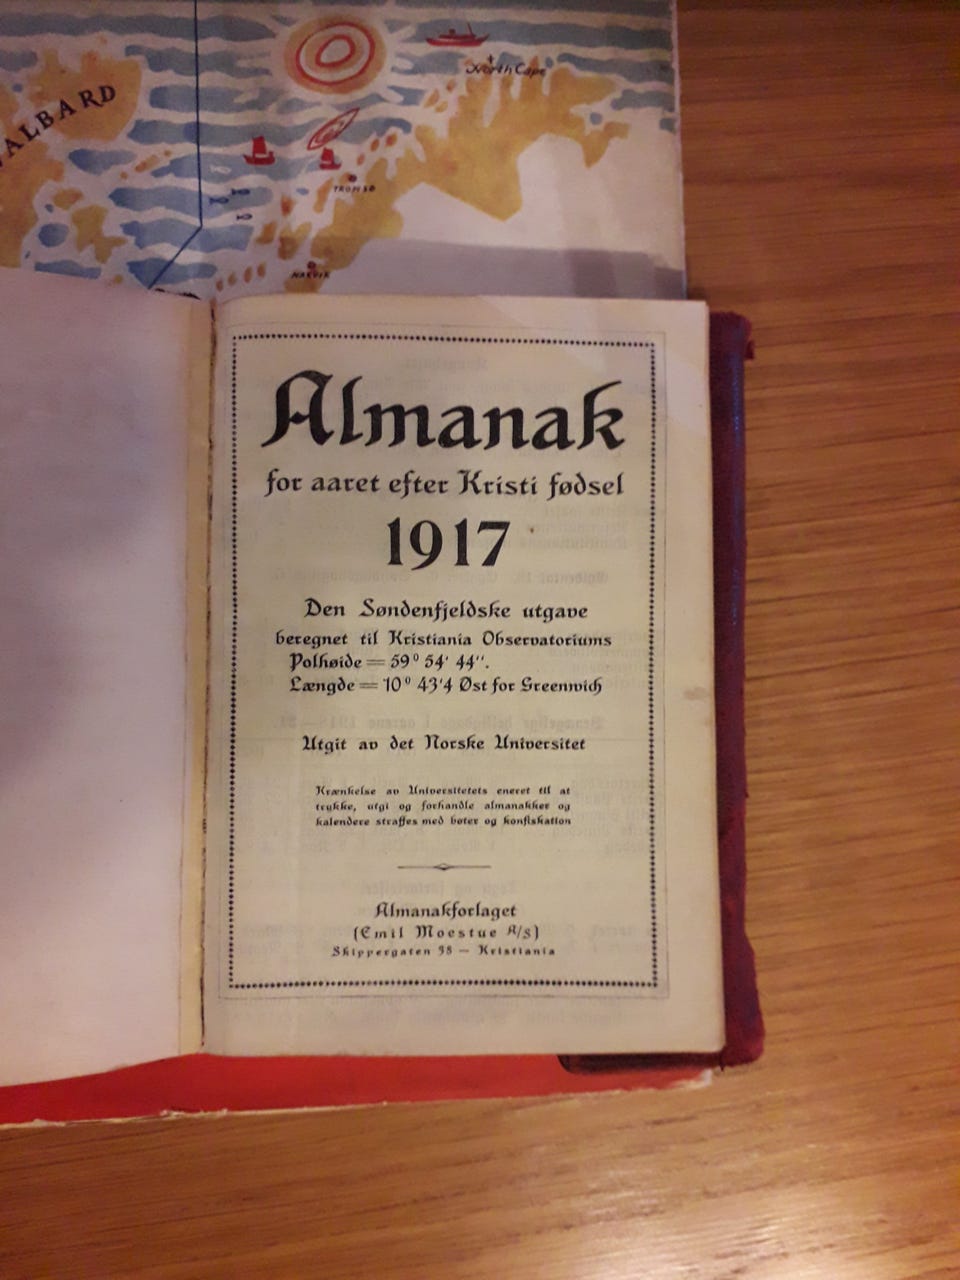 ALBARD
North Cape
TROMSØ
NARVIK
Almanak
for aaret efter Kristi fødsel
1917
Den Søndenfjeldske utgave
beregnet til Kristiania Observatoriums
Polhøide = 59° 54' 44".
Længde = 10° 43'4 Øst for Greenwich
Utgit av det Norske Universitet
Krænkelse av Universitetets eneret til at
trykke, utgi og forhandle almanakker og
kalendere straffes med bøter og konfiskation
Almanakforlaget
(Emil Moestue A/S)
Skippergaten - Kristiania